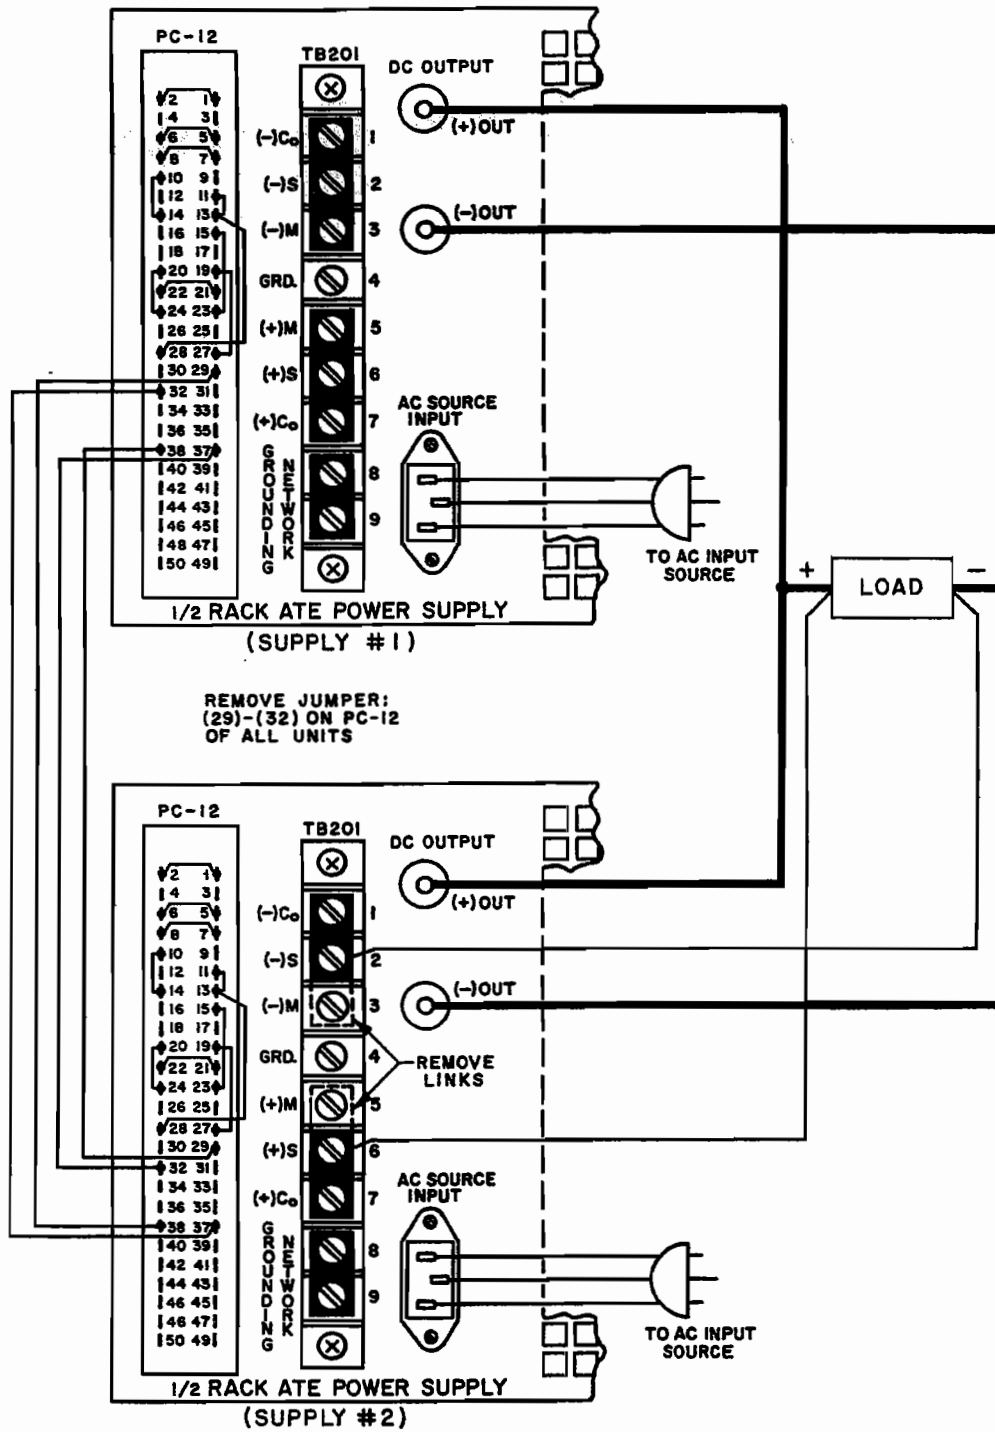 PC-12
TB201
DC OUTPUT
(+)OUT
(-)OUT
2 1
4 3
6 5
8 7
10 9
12 11
14 13
16 15
18 17
20 19
22 21
24 23
26 25
28 27
30 29
32 31
34 33
36 35
38 37
40 39
42 41
44 43
46 45
48 47
50 49
(-)Co 1
(-)S 2
(-)M 3
GRD. 4
(+)M 5
(+)S 6
(+)Co 7
8
9
GROUNDING
NETWORK
AC SOURCE
INPUT
TO AC INPUT
SOURCE
+ LOAD -
1/2 RACK ATE POWER SUPPLY
(SUPPLY #1)
REMOVE JUMPER:
(29)-(32) ON PC-12
OF ALL UNITS
PC-12
TB201
DC OUTPUT
(+)OUT
(-)OUT
2 1
4 3
6 5
8 7
10 9
12 11
14 13
16 15
18 17
20 19
22 21
24 23
26 25
28 27
30 29
32 31
34 33
36 35
38 37
40 39
42 41
44 43
46 45
46 47
50 49
(-)Co 1
(-)S 2
(-)M 3
GRD. 4
(+)M 5
(+)S 6
(+)Co 7
8
9
REMOVE
LINKS
GROUNDING
NETWORK
AC SOURCE
INPUT
TO AC INPUT
SOURCE
1/2 RACK ATE POWER SUPPLY
(SUPPLY #2)